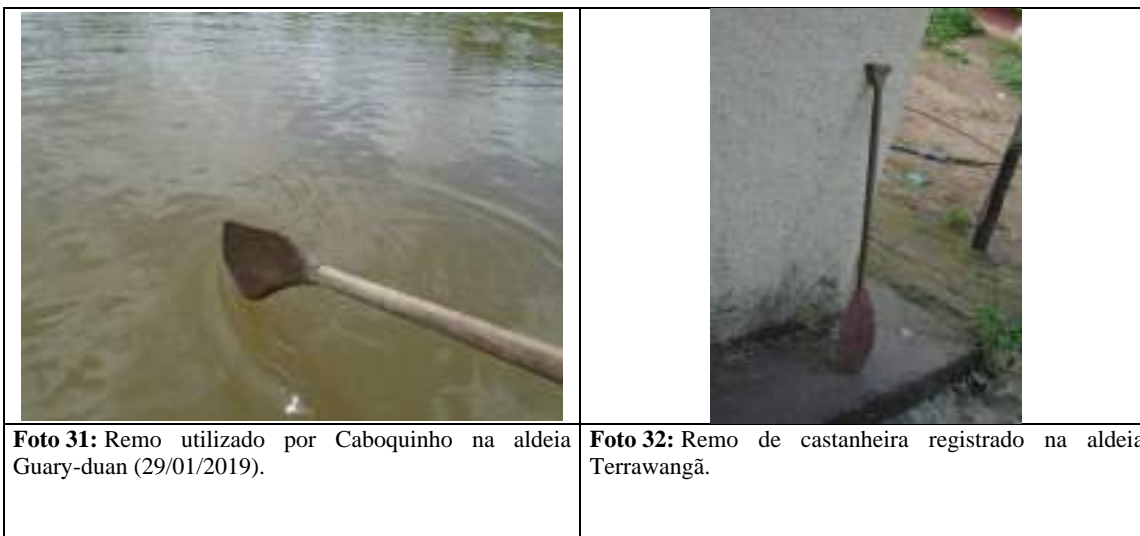 Foto 31: Remo utilizado por Caboquinho na aldeia
Guary-duan (29/01/2019).
Foto 32: Remo de castanheira registrado na aldeia
Terrawangã.